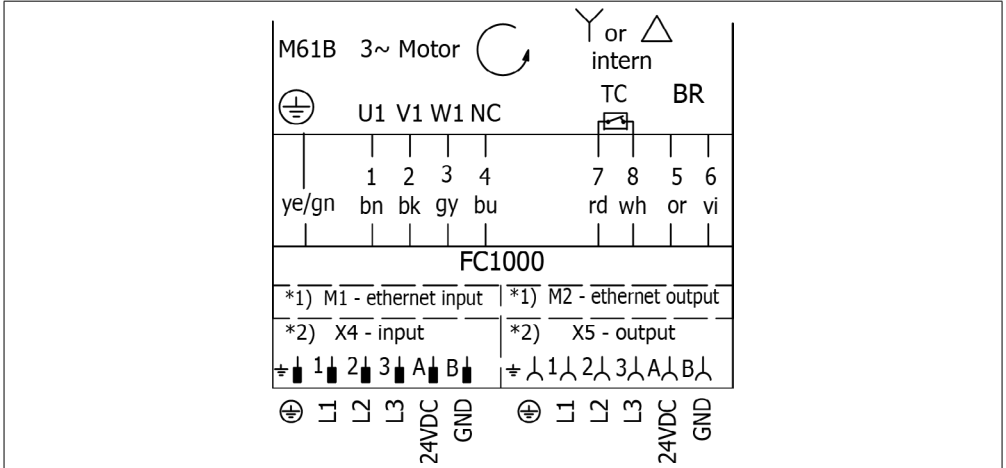 M61B 3~ Motor or
intern
TC BR
U1 V1 W1 NC
1 2 3 4 7 8 5 6
ye/gn bn bk gy bu rd wh or vi
FC1000
*1) M1 - ethernet input *1) M2 - ethernet output
*2) X4 - input *2) X5 - output
1 2 3 A B 1 2 3 A B
L1 L2 L3 24VDC GND L1 L2 L3 24VDC GND